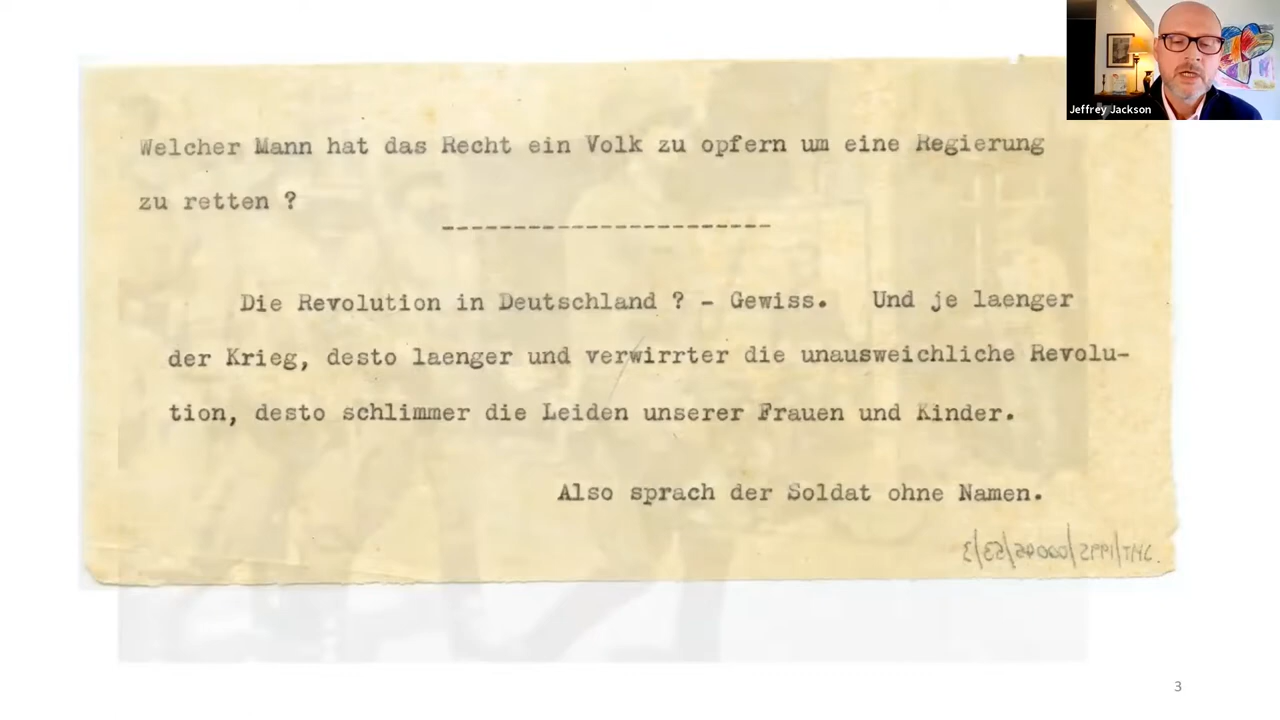 Jeffrey Jackson
Welcher Mann hat das Recht ein Volk zu opfern um eine Regierung
zu retten ?
-----------------------
Die Revolution in Deutschland ? - Gewiss. Und je laenger
der Krieg, desto laenger und verwirrter die unausweichliche Revolu-
tion, desto schlimmer die Leiden unserer Frauen und Kinder.
Also sprach der Soldat ohne Namen.
3